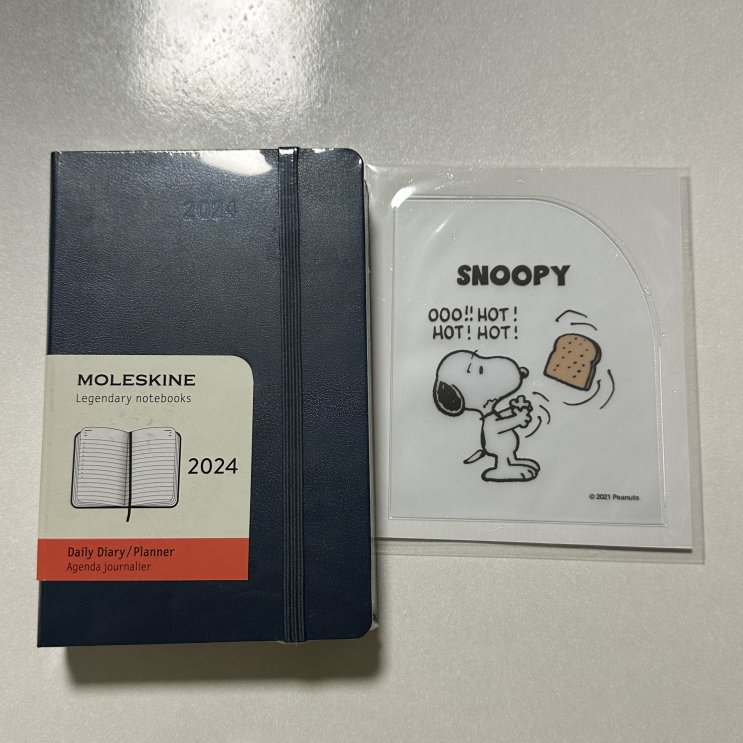 2024
MOLESKINE
Legendary notebooks
2024
Daily Diary/Planner
Agenda journalier
SNOOPY
OOO!! HOT!
HOT! HOT!
© 2021 Peanuts